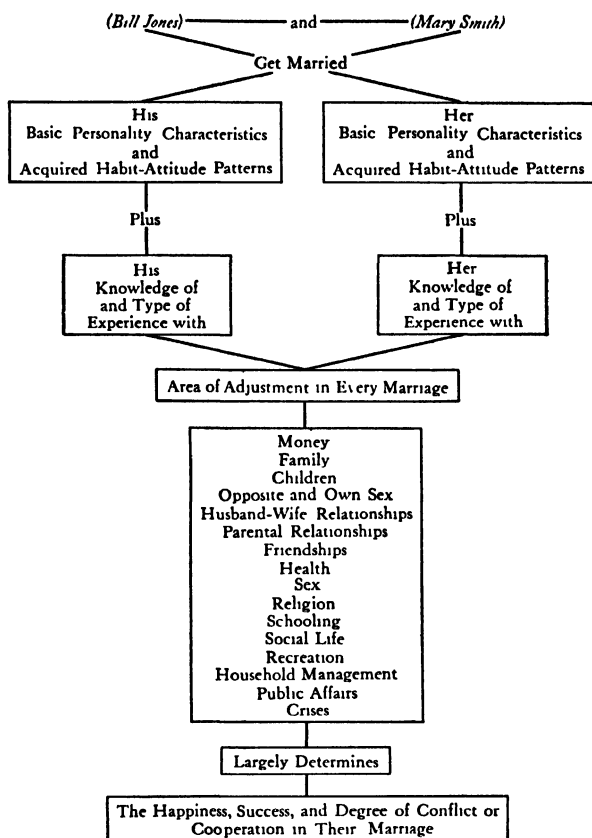 (Bill Jones) and (Mary Smith)
Get Married
His
Basic Personality Characteristics
and
Acquired Habit-Attitude Patterns
Her
Basic Personality Characteristics
and
Acquired Habit-Attitude Patterns
Plus
Plus
His
Knowledge of
and Type of
Experience with
Her
Knowledge of
and Type of
Experience with
Area of Adjustment in Every Marriage
Money
Family
Children
Opposite and Own Sex
Husband-Wife Relationships
Parental Relationships
Friendships
Health
Sex
Religion
Schooling
Social Life
Recreation
Household Management
Public Affairs
Crises
Largely Determines
The Happiness, Success, and Degree of Conflict or
Cooperation in Their Marriage